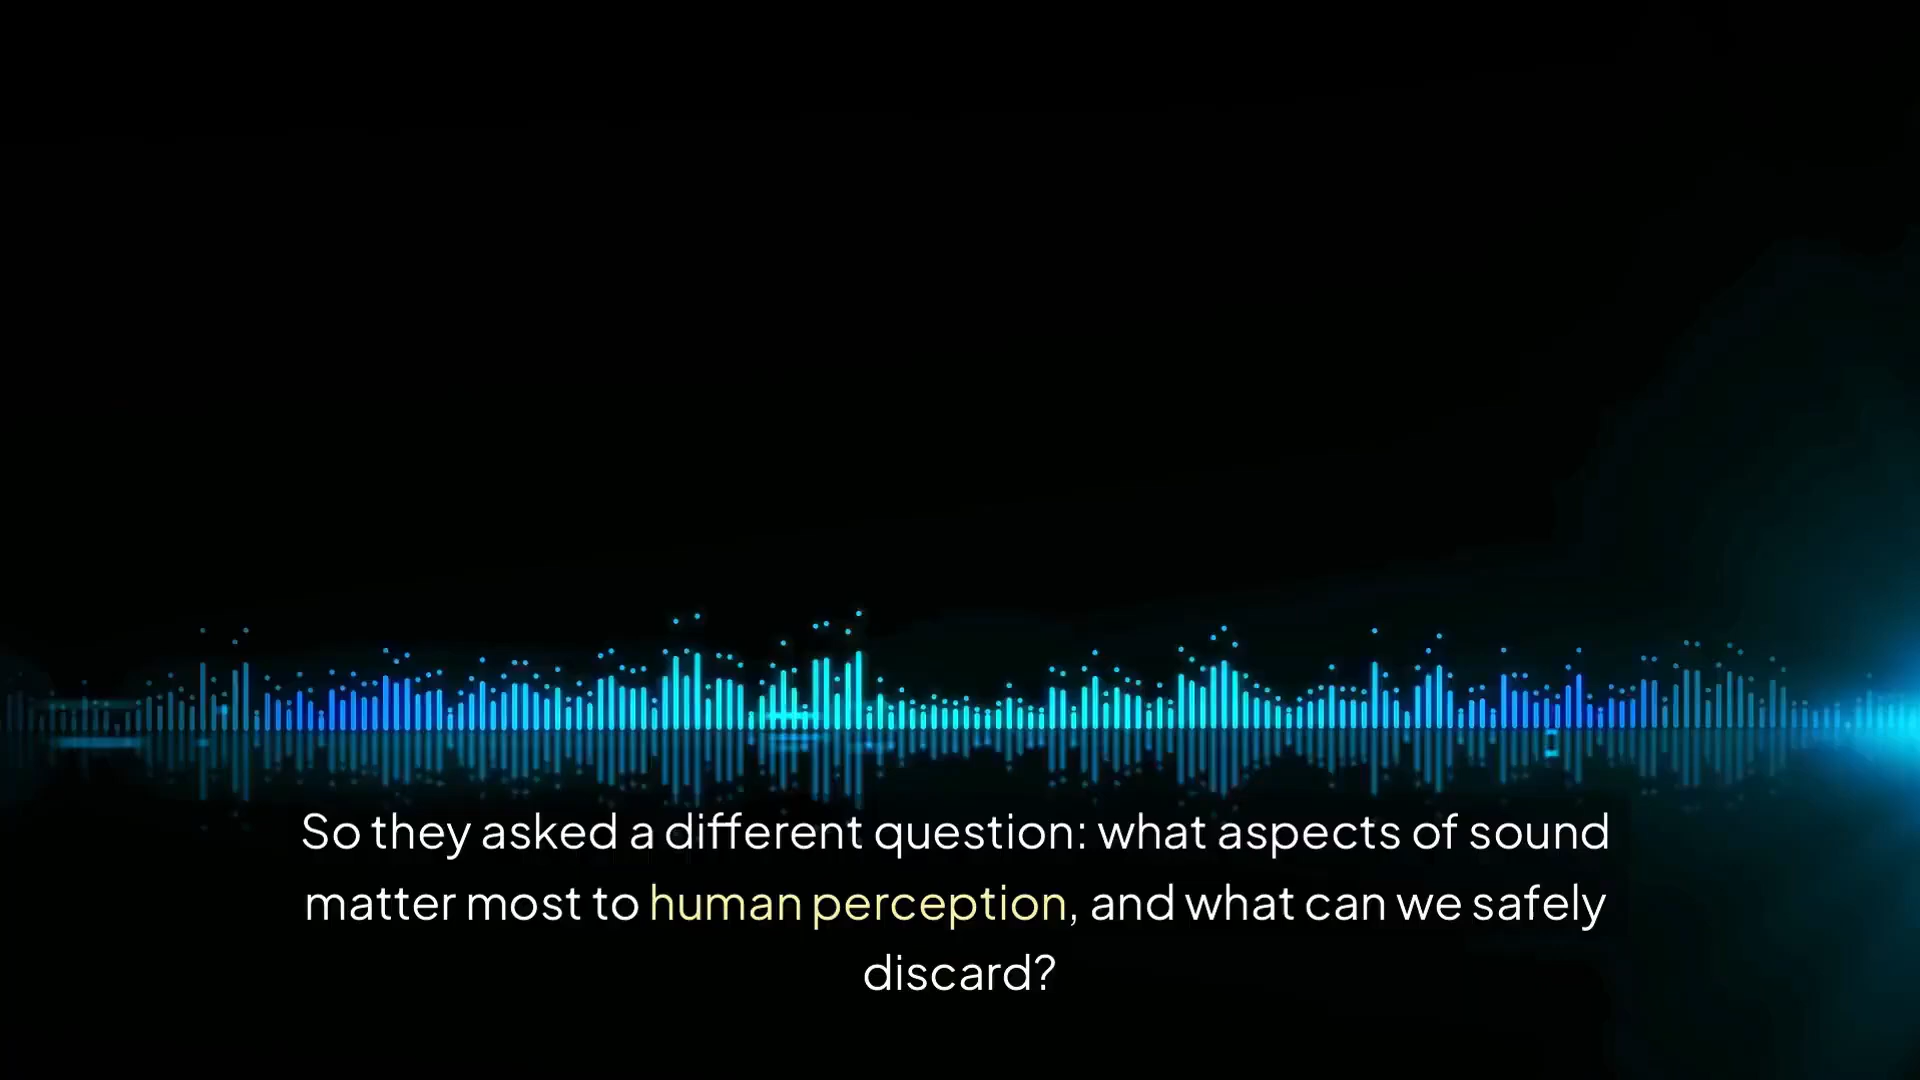 So they asked a different question: what aspects of sound
matter most to human perception, and what can we safely
discard?